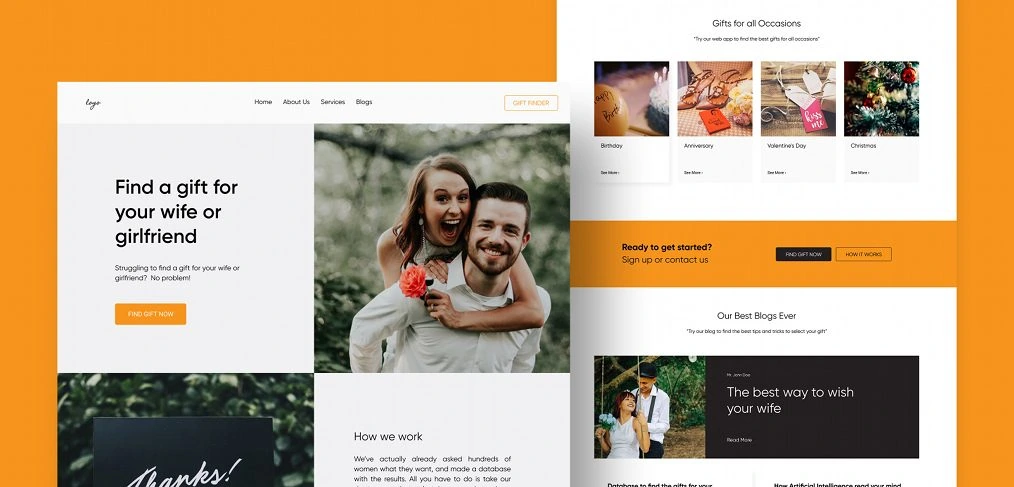 logo
Home About Us Services Blogs
GIFT FINDER
Find a gift for
your wife or
girlfriend
Struggling to find a gift for your wife or
girlfriend? No problem!
FIND GIFT NOW
Thanks!
How we work
We've actually already asked hundreds of
women what they want, and made a database
with the results. All you have to do is take our
Gifts for all Occasions
"Try our web app to find the best gifts for all occasions"
Happy
Birth
kiss
me
Birthday
See More ›
Anniversary
See More ›
Valentine's Day
See More ›
Christmas
See More ›
Ready to get started?
Sign up or contact us
FIND GIFT NOW
HOW IT WORKS
Our Best Blogs Ever
"Try our blog to find the best tips and tricks to select your gift"
Mr. John Doe
The best way to wish
your wife
Read More
Database to find the gifts for your
How Artificial Intelligence read your mind